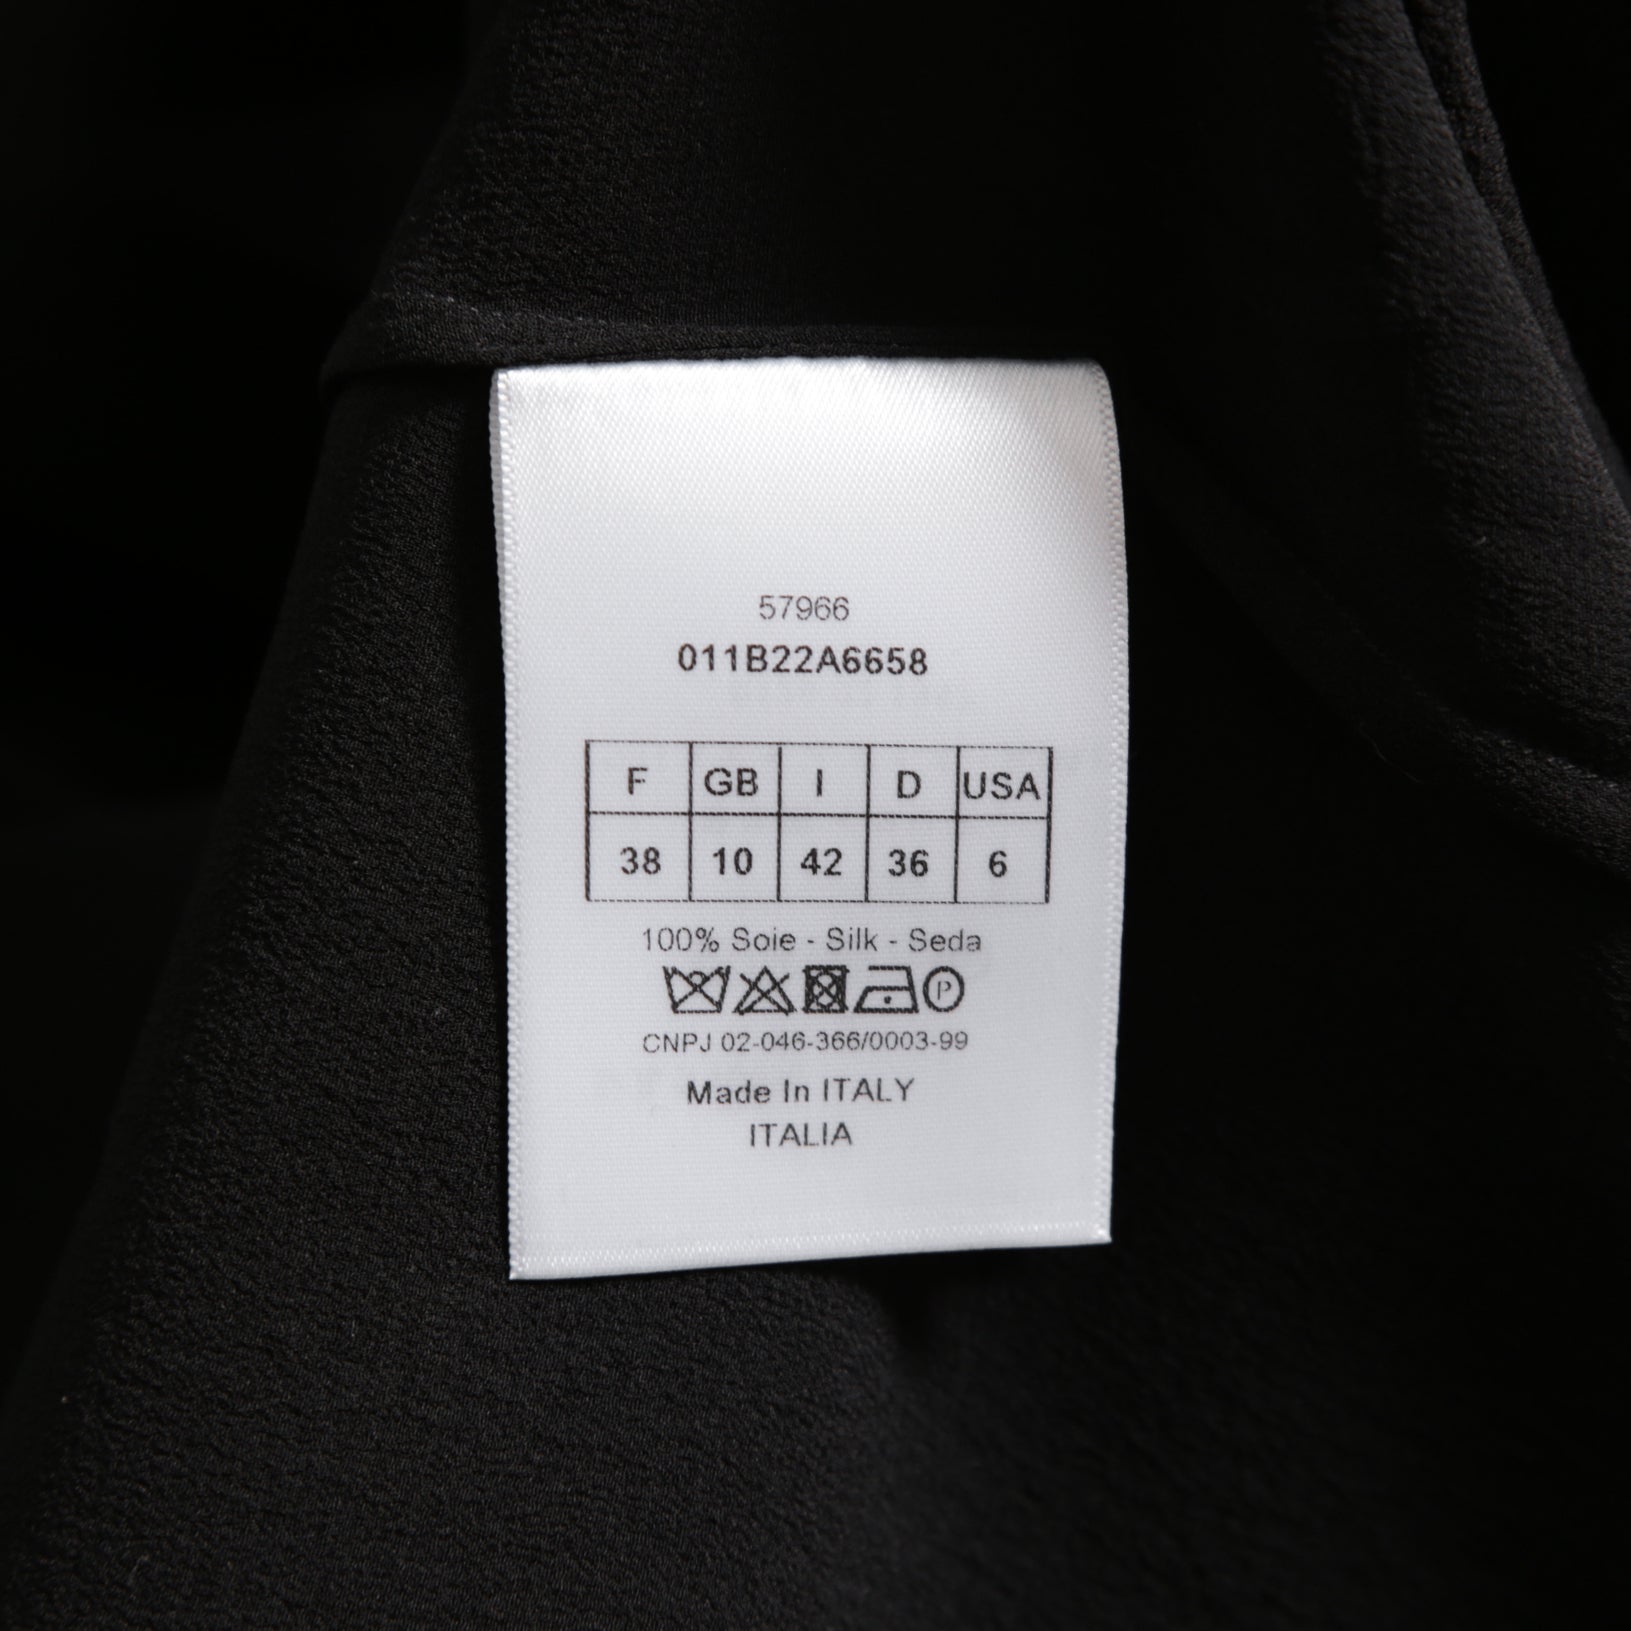 57966
011B22A6658
F GB I D USA
38 10 42 36 6
100% Soie - Silk - Seda
P
CNPJ 02-046-366/0003-99
Made In ITALY
ITALIA